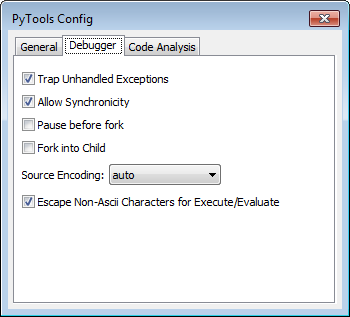 PyTools Config
General Debugger Code Analysis
Trap Unhandled Exceptions
Allow Synchronicity
Pause before fork
Fork into Child
Source Encoding: auto
Escape Non-Ascii Characters for Execute/Evaluate